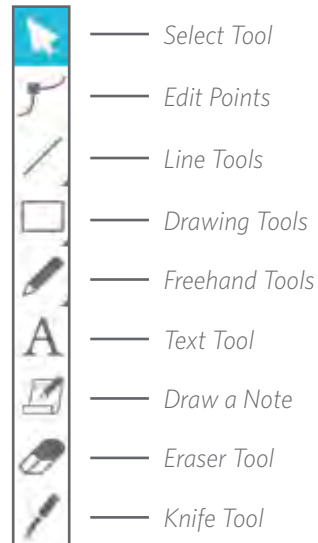 Select Tool
Edit Points
Line Tools
Drawing Tools
Freehand Tools
A
Text Tool
Draw a Note
Eraser Tool
Knife Tool